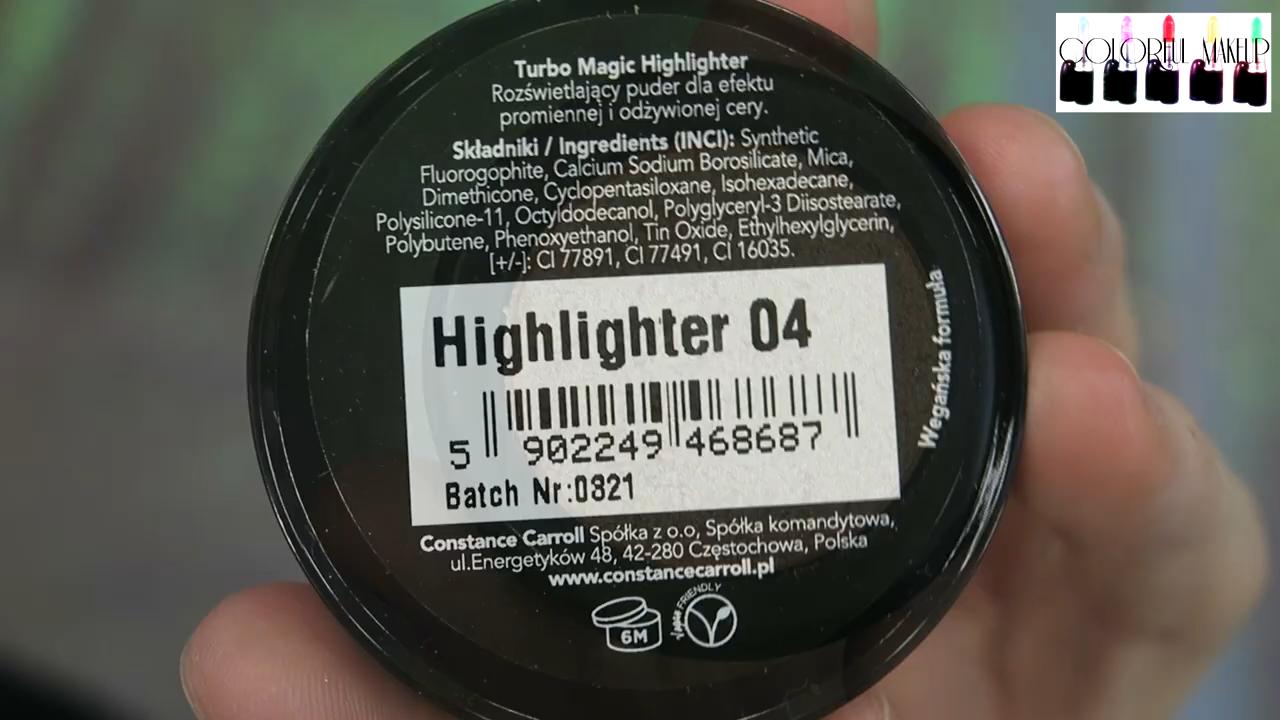 COLORFUL MAKEUP
Turbo Magic Highlighter
Rozświetlający puder dla efektu
promiennej i odżywionej cery.
Składniki / Ingredients (INCI): Synthetic
Fluorogophite, Calcium Sodium Borosilicate, Mica,
Dimethicone, Cyclopentasiloxane, Isohexadecane,
Polysilicone-11, Octyldodecanol, Polyglyceryl-3 Diisostearate,
Polybutene, Phenoxyethanol, Tin Oxide, Ethylhexylglycerin,
[+/-]: CI 77891, CI 77491, CI 16035.
Wegańska formuła
Highlighter 04
5 902249 468687
Batch Nr:0821
Constance Carroll Spółka z o.o, Spółka komandytowa,
ul.Energetyków 48, 42-280 Częstochowa, Polska
www.constancecarroll.pl
6M
Vegan FRIENDLY